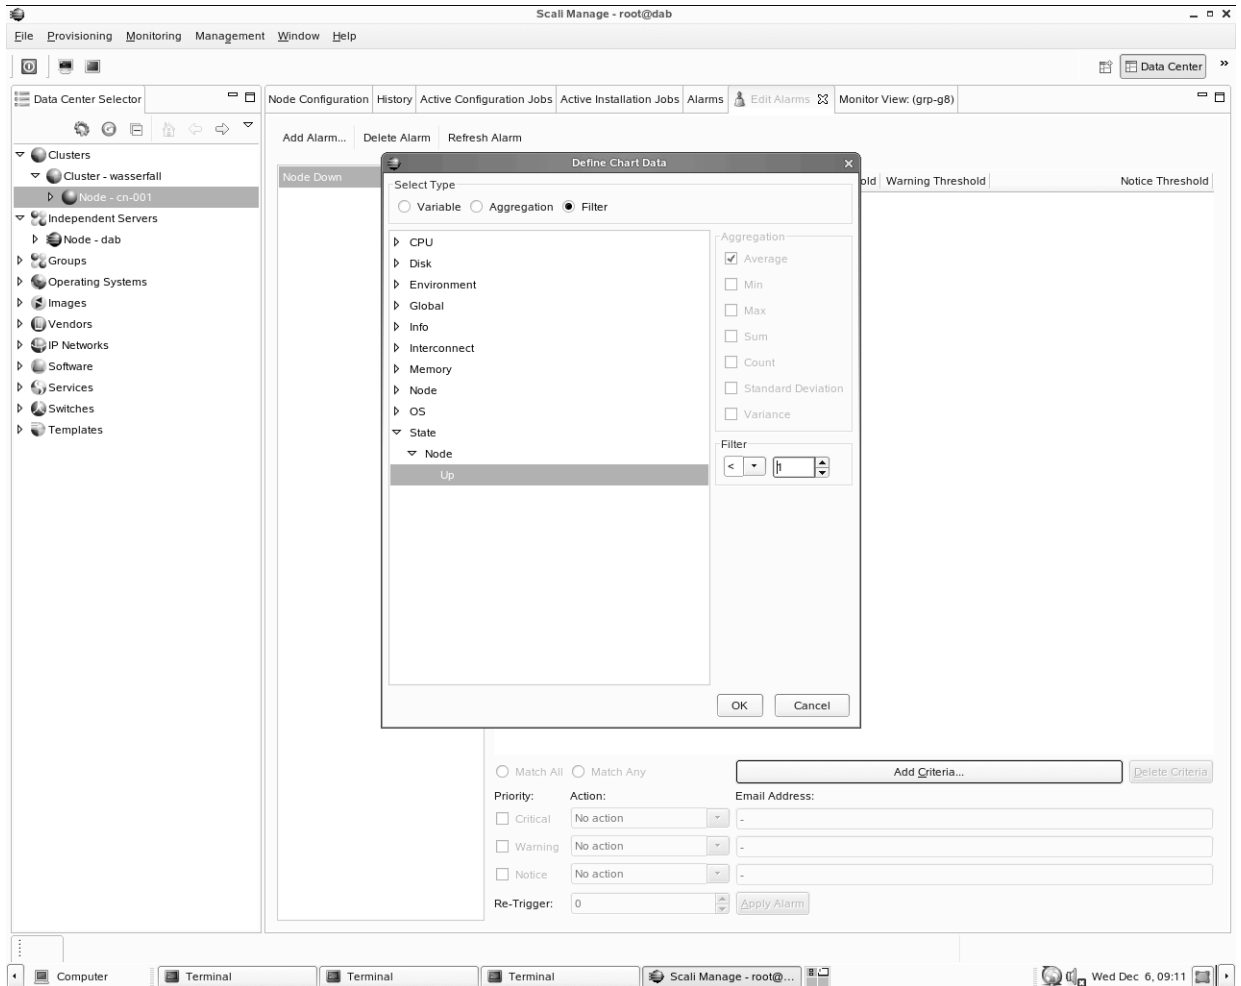 Scali Manage - root@dab
File Provisioning Monitoring Management Window Help
Data Center
Data Center Selector
Node Configuration History Active Configuration Jobs Active Installation Jobs Alarms Edit Alarms Monitor View: (grp-g8)
Add Alarm... Delete Alarm Refresh Alarm
Clusters
Cluster - wasserfall
Node - cn-001
Independent Servers
Node - dab
Groups
Operating Systems
Images
Vendors
IP Networks
Software
Services
Switches
Templates
Node Down
old Warning Threshold Notice Threshold
Define Chart Data
Select Type
Variable Aggregation Filter
CPU
Disk
Environment
Global
Info
Interconnect
Memory
Node
OS
State
Node
Up
Aggregation
Average
Min
Max
Sum
Count
Standard Deviation
Variance
Filter
< 1
OK Cancel
Match All Match Any Add Criteria... Delete Criteria
Priority: Action: Email Address:
Critical No action -
Warning No action -
Notice No action -
Re-Trigger: 0 Apply Alarm
Computer Terminal Terminal Terminal Scali Manage - root@... Wed Dec 6, 09:11